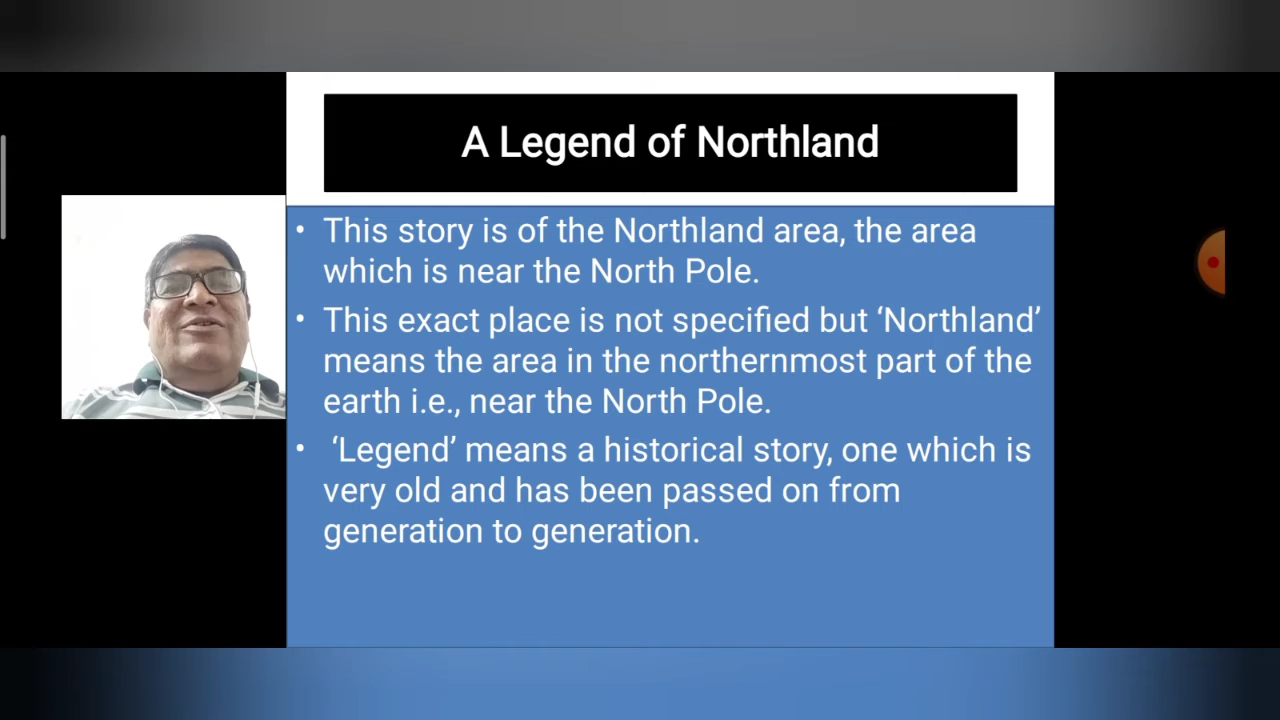 A Legend of Northland
• This story is of the Northland area, the area
which is near the North Pole.
• This exact place is not specified but ‘Northland’
means the area in the northernmost part of the
earth i.e., near the North Pole.
• ‘Legend’ means a historical story, one which is
very old and has been passed on from
generation to generation.